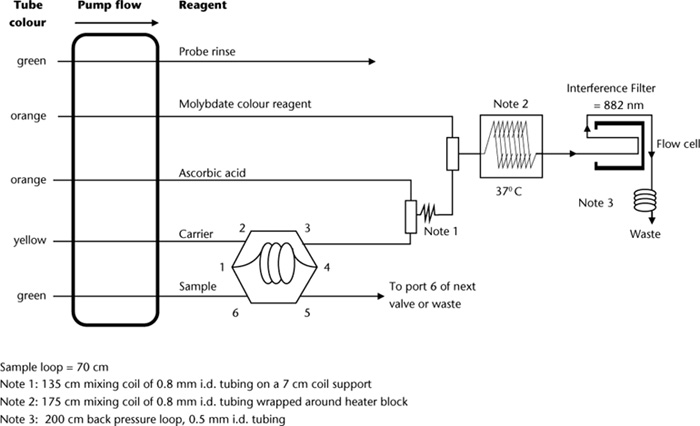 Tube colour
Pump flow
Reagent
green
Probe rinse
orange
Molybdate colour reagent
Note 2
Interference Filter
= 882 nm
Flow cell
37⁰ C
Note 3
Waste
orange
Ascorbic acid
Note 1
yellow
Carrier
2
3
1
4
green
Sample
6
5
To port 6 of next
valve or waste
Sample loop = 70 cm
Note 1: 135 cm mixing coil of 0.8 mm i.d. tubing on a 7 cm coil support
Note 2: 175 cm mixing coil of 0.8 mm i.d. tubing wrapped around heater block
Note 3: 200 cm back pressure loop, 0.5 mm i.d. tubing